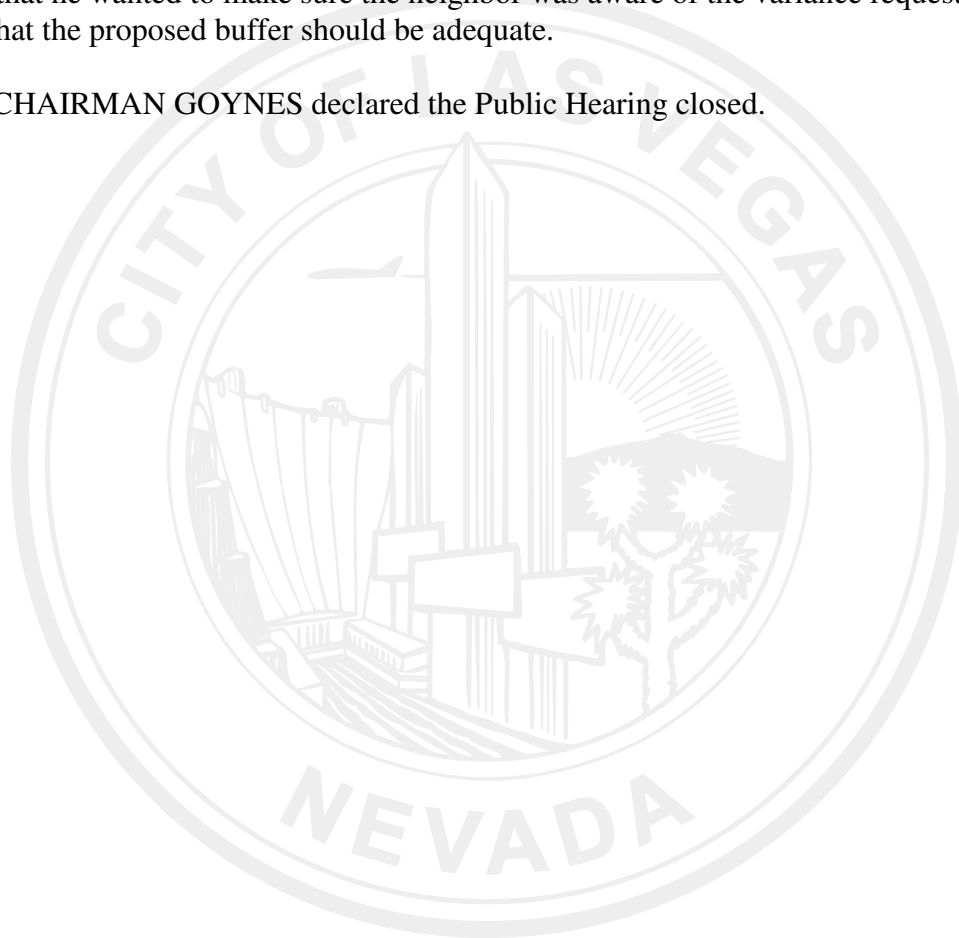 that he wanted to make sure the neighbor was aware of the variance request
hat the proposed buffer should be adequate.
CHAIRMAN GOYNES declared the Public Hearing closed.
CITY OF LAS VEGAS
NEVADA